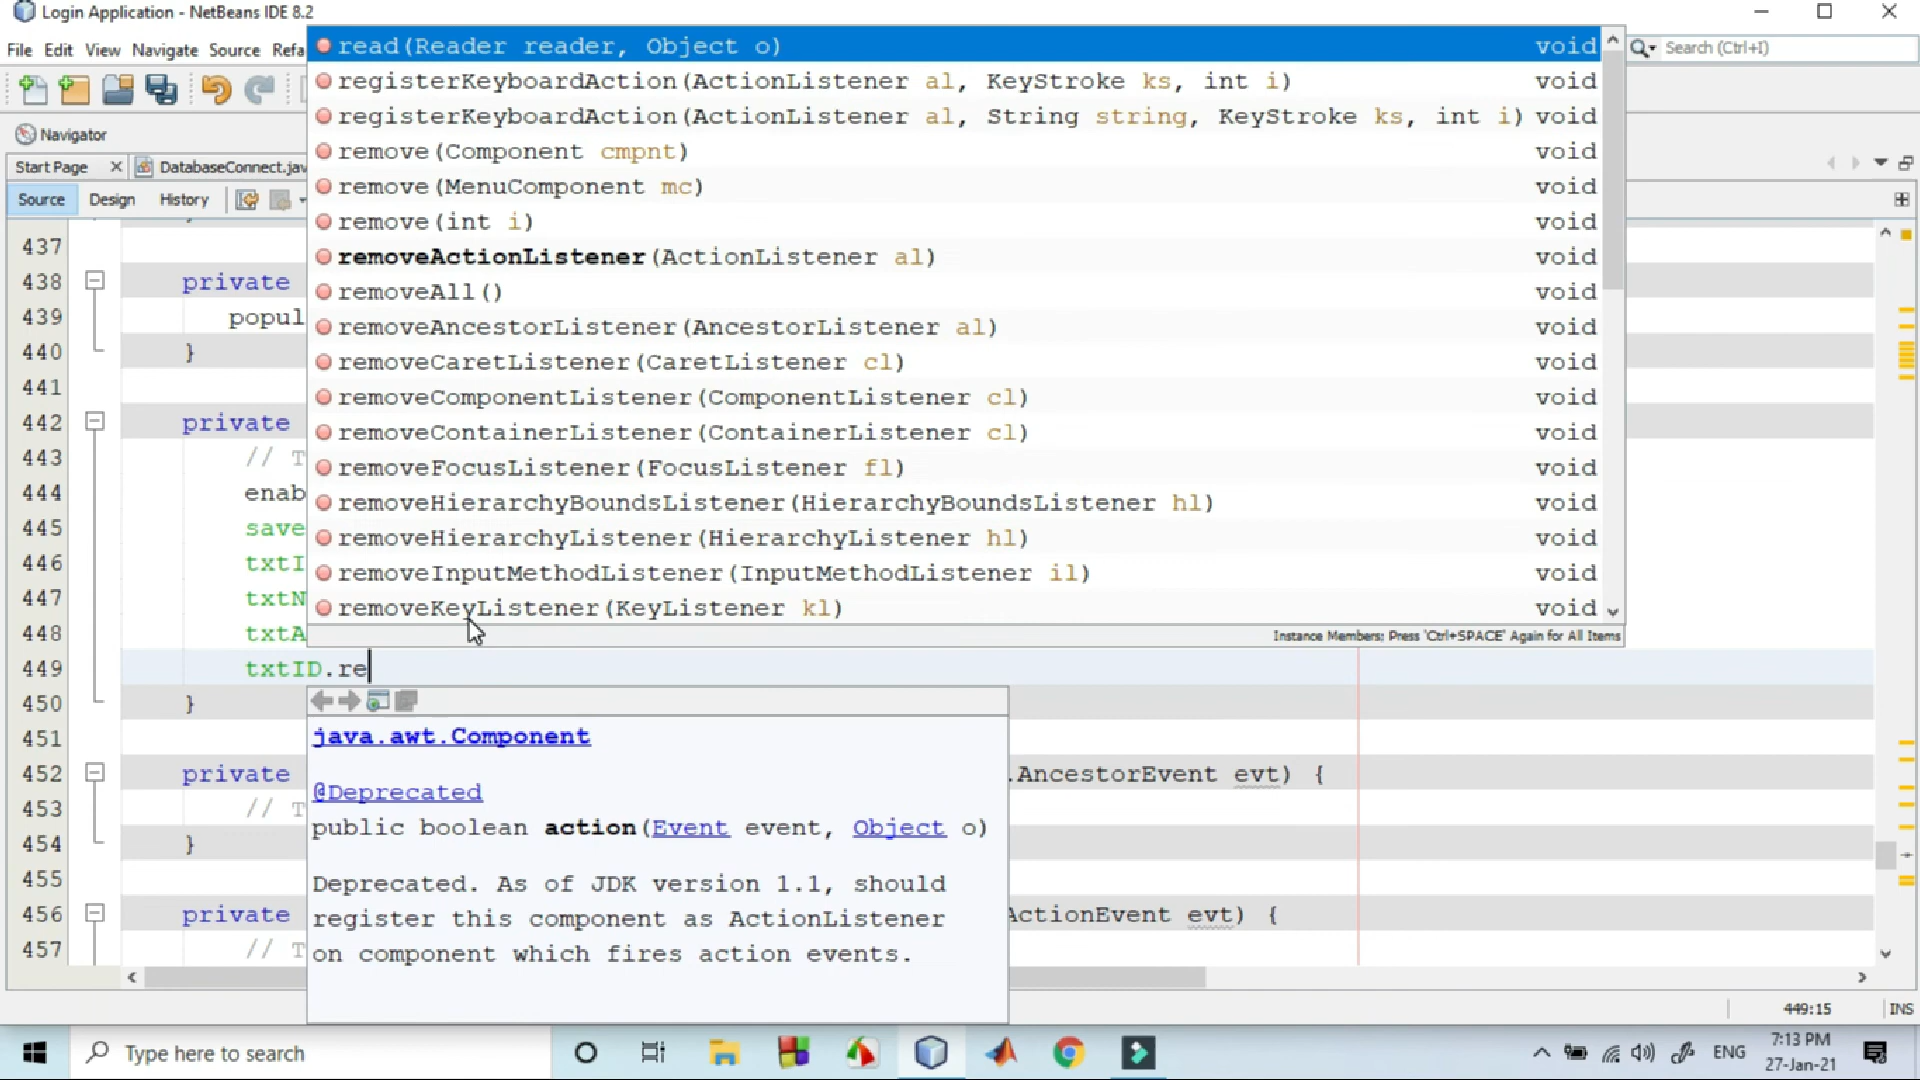 Login Application - NetBeans IDE 8.2
File Edit View Navigate Source Refa
Search (Ctrl+I)
read(Reader reader, Object o) void
registerKeyboardAction(ActionListener al, KeyStroke ks, int i) void
registerKeyboardAction(ActionListener al, String string, KeyStroke ks, int i) void
remove(Component cmpnt) void
remove(MenuComponent mc) void
remove(int i) void
removeActionListener(ActionListener al) void
removeAll() void
removeAncestorListener(AncestorListener al) void
removeCaretListener(CaretListener cl) void
removeComponentListener(ComponentListener cl) void
removeContainerListener(ContainerListener cl) void
removeFocusListener(FocusListener fl) void
removeHierarchyBoundsListener(HierarchyBoundsListener hl) void
removeHierarchyListener(HierarchyListener hl) void
removeInputMethodListener(InputMethodListener il) void
removeKeyListener(KeyListener kl) void
Instance Members; Press 'Ctrl+SPACE' Again for All Items
Navigator
Start Page DatabaseConnect.jav
Source Design History
437
438 private
439 popul
440 }
441
442 private
443 // T
444 enab
445 save
446 txtI
447 txtN
448 txtA
449 txtID.re
450 }
451
452 private .AncestorEvent evt) {
453 // T
454 }
455
456 private ActionEvent evt) {
457 // T
java.awt.Component
@Deprecated
public boolean action(Event event, Object o)
Deprecated. As of JDK version 1.1, should
register this component as ActionListener
on component which fires action events.
449:15 INS
Type here to search
ENG
7:13 PM
27-Jan-21